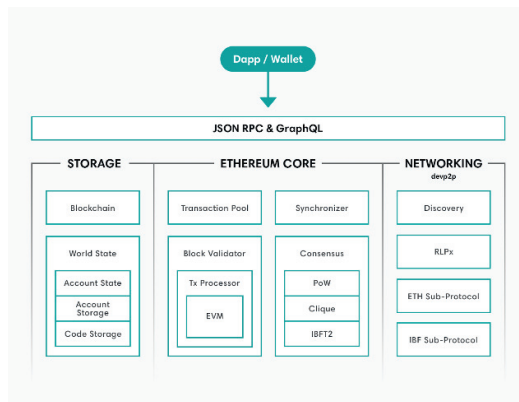 Dapp / Wallet
JSON RPC & GraphQL
STORAGE
Blockchain
World State
Account State
Account
Storage
Code Storage
ETHEREUM CORE
Transaction Pool
Synchronizer
Block Validator
Tx Processor
EVM
Consensus
PoW
Clique
IBFT2
NETWORKING
devp2p
Discovery
RLPx
ETH Sub-Protocol
IBF Sub-Protocol